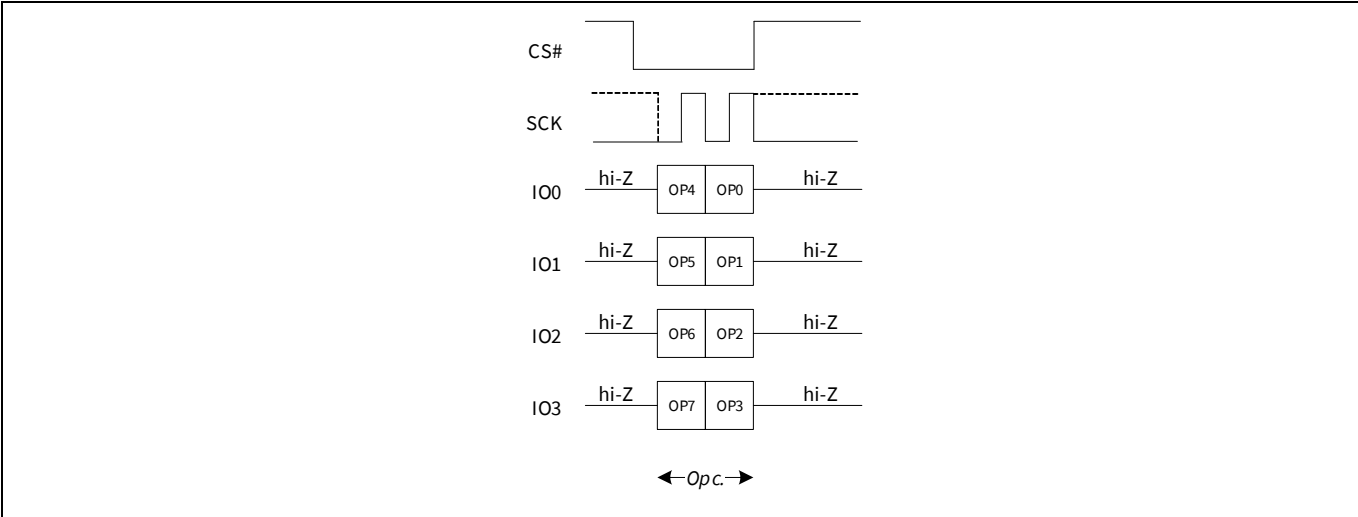 CS#
SCK
IO0 hi-Z OP4 OP0 hi-Z
IO1 hi-Z OP5 OP1 hi-Z
IO2 hi-Z OP6 OP2 hi-Z
IO3 hi-Z OP7 OP3 hi-Z
Opc.